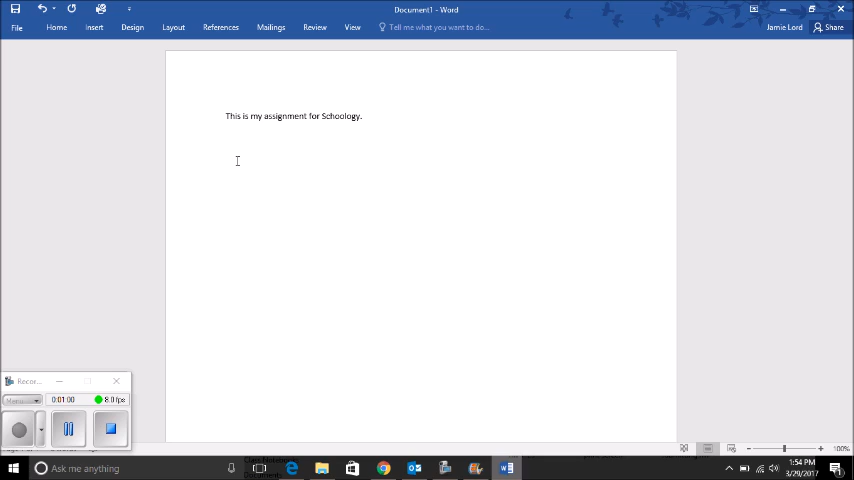 Document1 - Word
File
Home
Insert
Design
Layout
References
Mailings
Review
View
Tell me what you want to do...
Jamie Lord
Share
This is my assignment for Schoology.
Recor...
Menu
0:01:00
8.0 fps
100%
Ask me anything
1:54 PM
3/29/2017